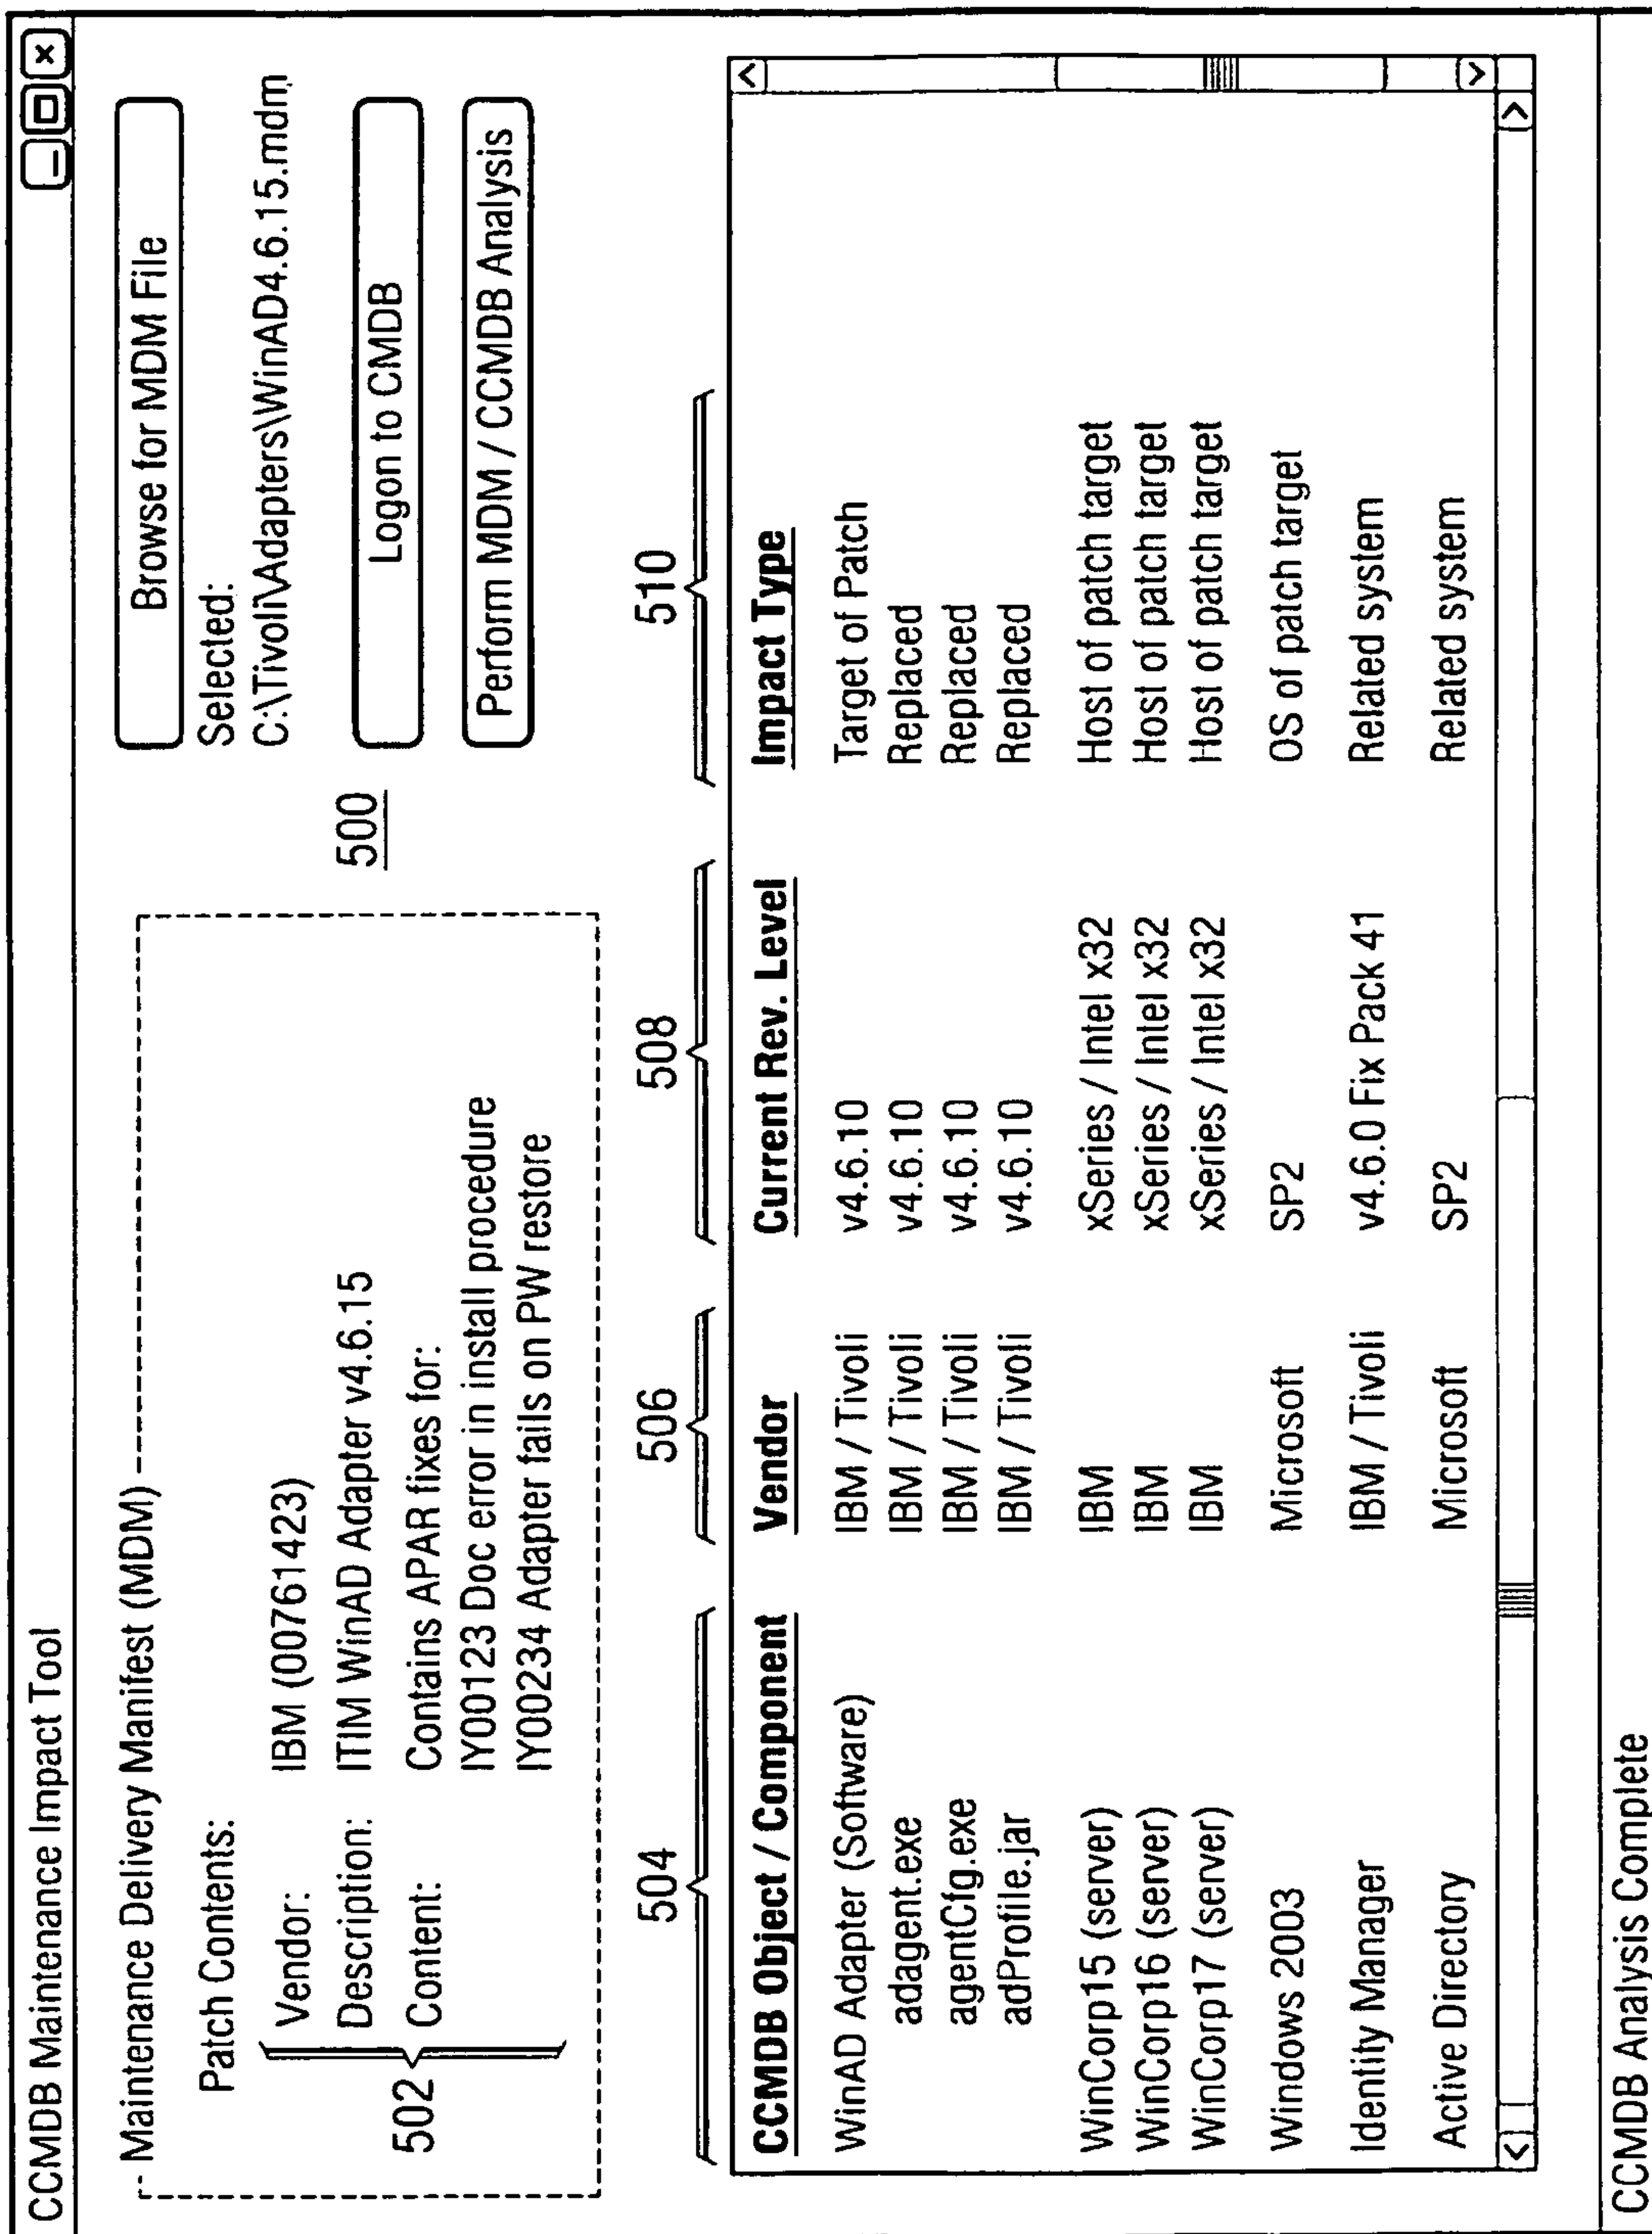 CCMDB Maintenance Impact Tool
Maintenance Delivery Manifest (MDM)
Patch Contents:
Vendor: IBM (00761423)
Description: ITIM WinAD Adapter v4.6.15
Content: Contains APAR fixes for:
IY00123 Doc error in install procedure
IY00234 Adapter fails on PW restore
502
500
Browse for MDM File
Selected:
C:\Tivoli\Adapters\WinAD4.6.15.mdm
Logon to CMDB
Perform MDM / CCMDB Analysis
504 506 508 510
CCMDB Object / Component Vendor Current Rev. Level Impact Type
WinAD Adapter (Software) IBM / Tivoli v4.6.10 Target of Patch
adagent.exe IBM / Tivoli v4.6.10 Replaced
agentCfg.exe IBM / Tivoli v4.6.10 Replaced
adProfile.jar IBM / Tivoli v4.6.10 Replaced
WinCorp15 (server) IBM xSeries / Intel x32 Host of patch target
WinCorp16 (server) IBM xSeries / Intel x32 Host of patch target
WinCorp17 (server) IBM xSeries / Intel x32 Host of patch target
Windows 2003 Microsoft SP2 OS of patch target
Identity Manager IBM / Tivoli v4.6.0 Fix Pack 41 Related system
Active Directory Microsoft SP2 Related system
CCMDB Analysis Complete